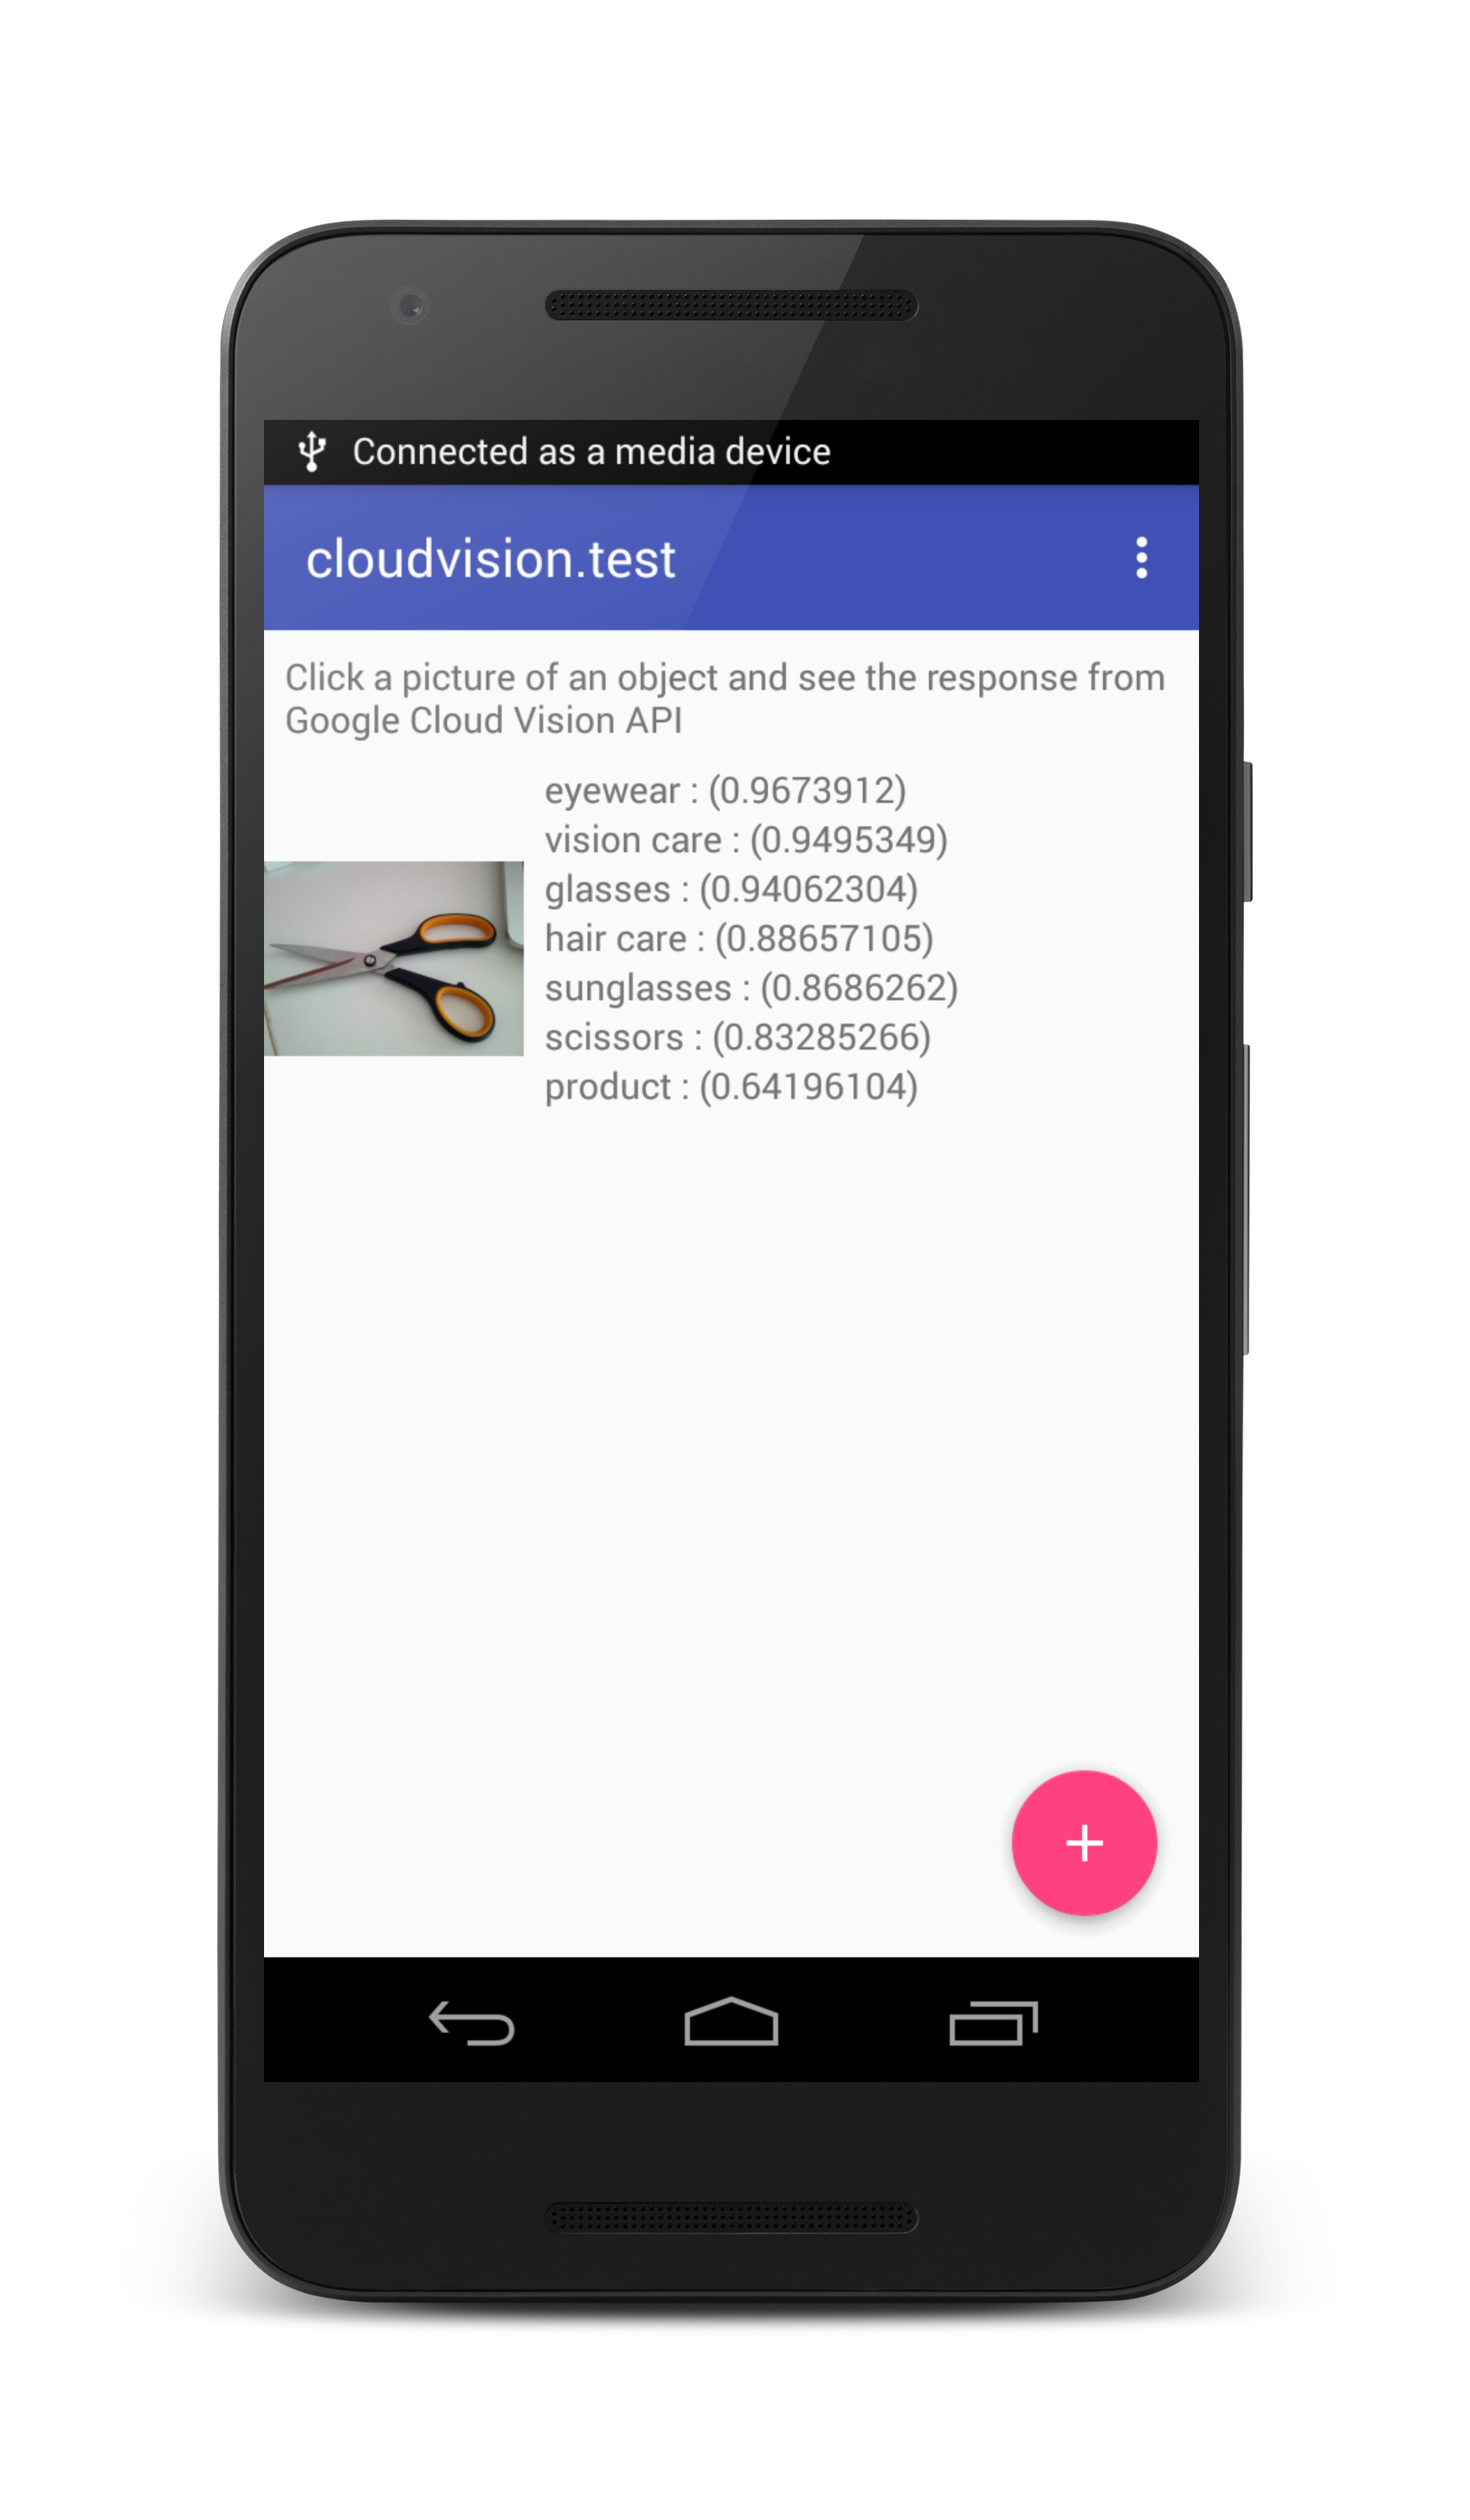 Connected as a media device
cloudvision.test
Click a picture of an object and see the response from
Google Cloud Vision API
eyewear : (0.9673912)
vision care : (0.9495349)
glasses : (0.94062304)
hair care : (0.88657105)
sunglasses : (0.8686262)
scissors : (0.83285266)
product : (0.64196104)